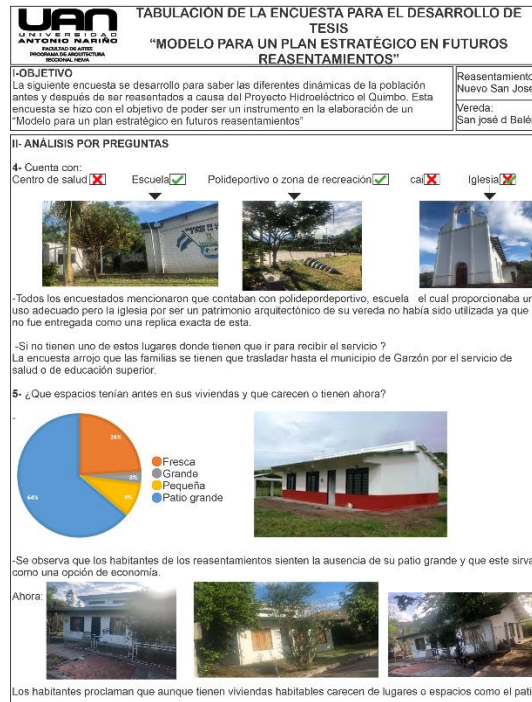 UAN
UNIVERSIDAD
ANTONIO NARIÑO
FACULTAD DE ARTES
PROGRAMA DE ARQUITECTURA
SECCIONAL NEIVA
TABULACIÓN DE LA ENCUESTA PARA EL DESARROLLO DE
TESIS
“MODELO PARA UN PLAN ESTRATÉGICO EN FUTUROS
REASENTAMIENTOS”
I-OBJETIVO
La siguiente encuesta se desarrollo para saber las diferentes dinámicas de la población
antes y después de ser reasentados a causa del Proyecto Hidroeléctrico el Quimbo. Esta
encuesta se hizo con el objetivo de poder ser un instrumento en la elaboración de un
“Modelo para un plan estratégico en futuros reasentamientos”
Reasentamiento
Nuevo San José
Vereda:
San josé d Belé
II- ANÁLISIS POR PREGUNTAS
4- Cuenta con:
Centro de salud Escuela Polideportivo o zona de recreación cai Iglesia
-Todos los encuestados mencionaron que contaban con polidepordeportivo, escuela el cual proporcionaba un
uso adecuado pero la iglesia por ser un patrimonio arquitectónico de su vereda no había sido utilizada ya que
no fue entregada como una replica exacta de esta.
-Si no tienen uno de estos lugares donde tienen que ir para recibir el servicio ?
La encuesta arrojo que las familias se tienen que trasladar hasta el municipio de Garzón por el servicio de
salud o de educación superior.
5- ¿Que espacios tenían antes en sus viviendas y que carecen o tienen ahora?
-
24%
3%
9%
64%
Fresca
Grande
Pequeña
Patio grande
-Se observa que los habitantes de los reasentamientos sienten la ausencia de su patio grande y que este sirva
como una opción de economía.
Ahora:
Los habitantes proclaman que aunque tienen viviendas habitables carecen de lugares o espacios como el pati